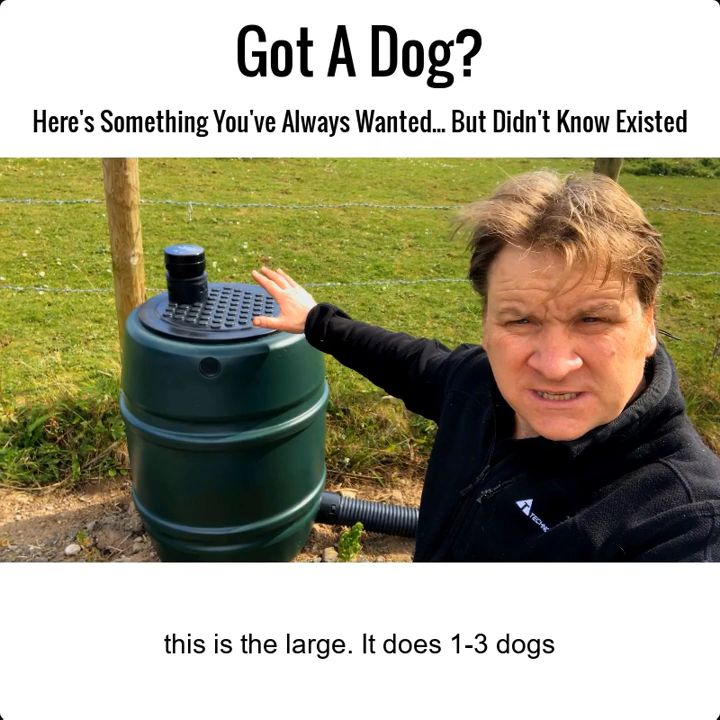 Got A Dog?
Here's Something You've Always Wanted... But Didn't Know Existed
TECHNO
this is the large. It does 1-3 dogs